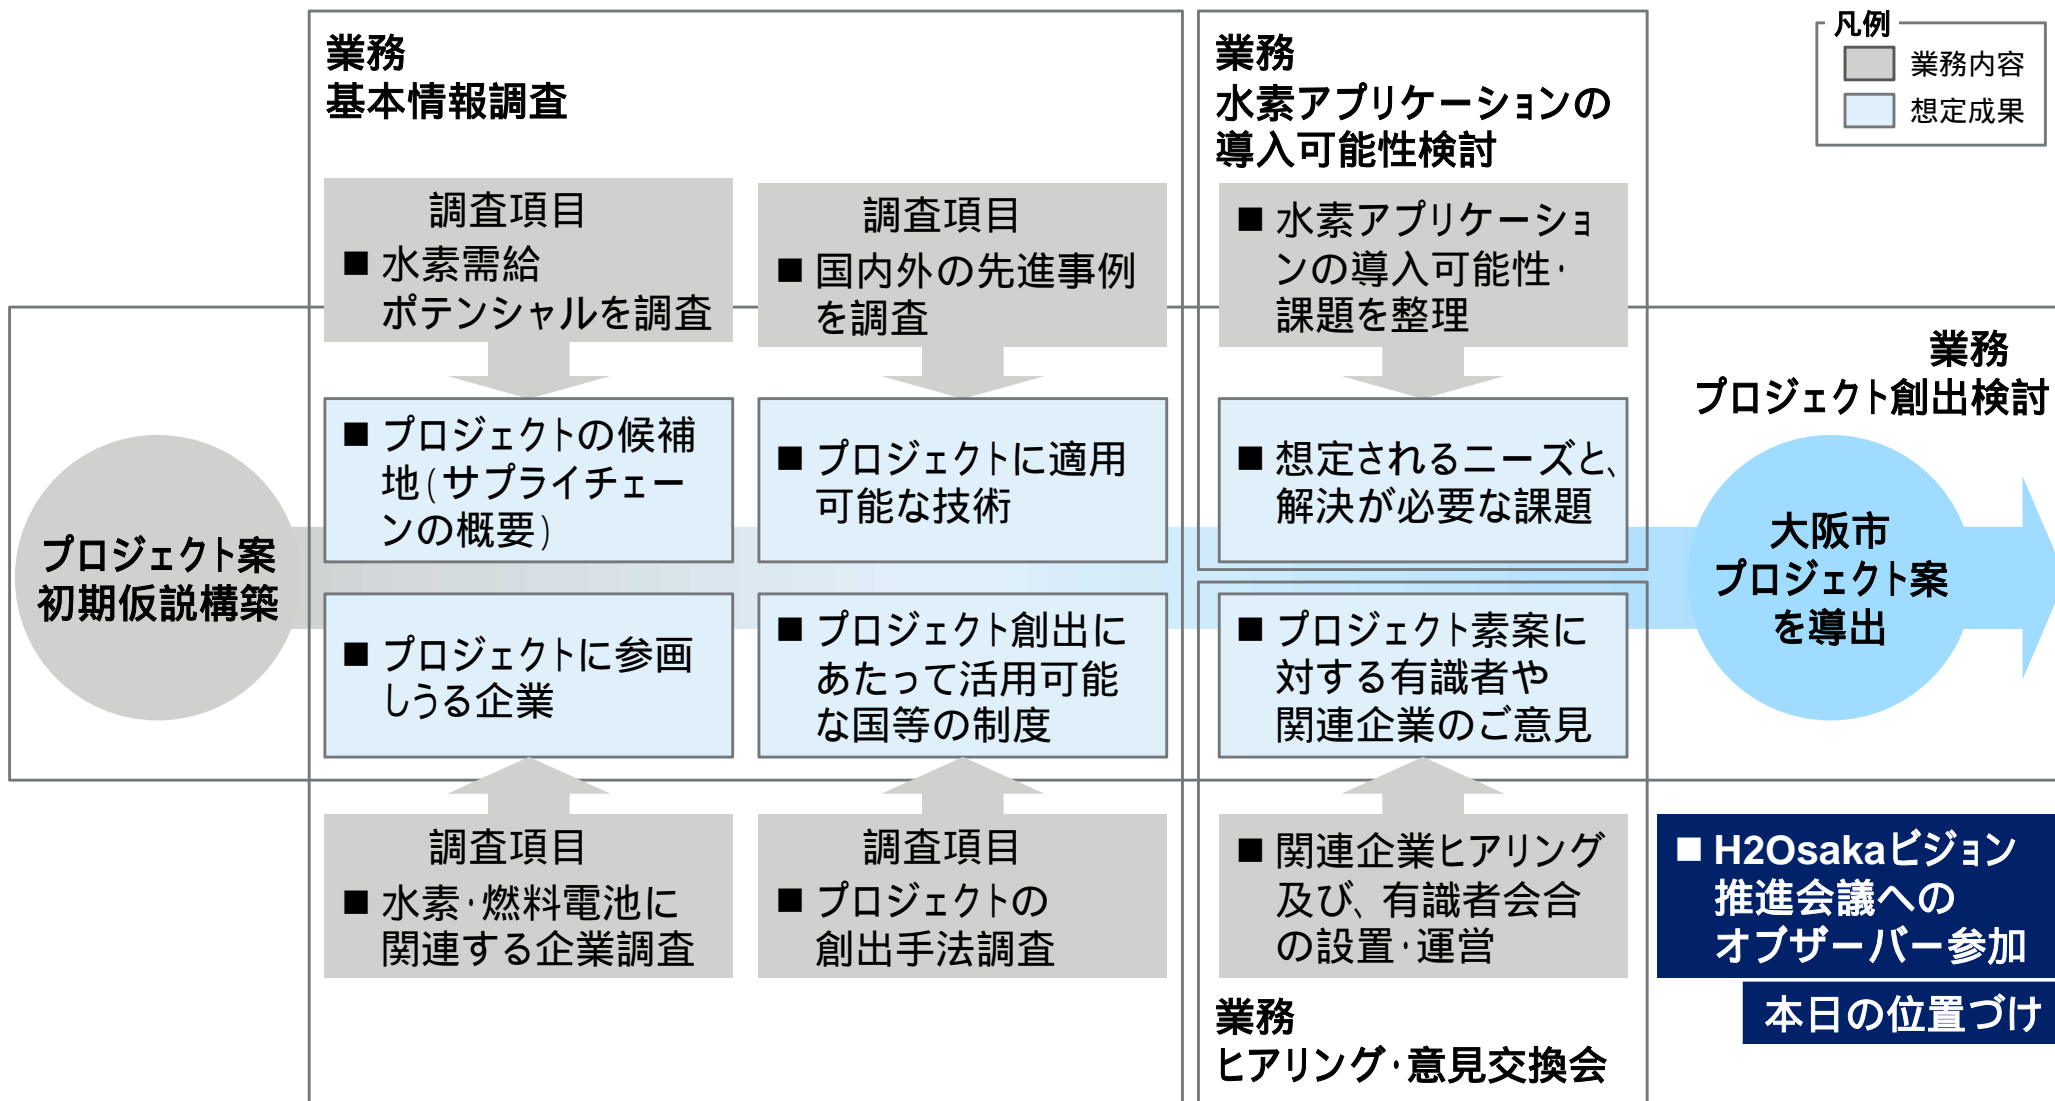 業務
基本情報調査
調査項目
■ 水素需給
ポテンシャルを調査
調査項目
■ 国内外の先進事例
を調査
業務
水素アプリケーションの
導入可能性検討
■ 水素アプリケーショ
ンの導入可能性・
課題を整理
凡例
業務内容
想定成果
業務
プロジェクト創出検討
プロジェクト案
初期仮説構築
■ プロジェクトの候補
地(サプライチェー
ンの概要)
■ プロジェクトに適用
可能な技術
■ 想定されるニーズと、
解決が必要な課題
■ プロジェクトに参画
しうる企業
■ プロジェクト創出に
あたって活用可能
な国等の制度
■ プロジェクト素案に
対する有識者や
関連企業のご意見
大阪市
プロジェクト案
を導出
調査項目
■ 水素・燃料電池に
関連する企業調査
調査項目
■ プロジェクトの
創出手法調査
■ 関連企業ヒアリング
及び、有識者会合
の設置・運営
業務
ヒアリング・意見交換会
■ H2Osakaビジョン
推進会議への
オブザーバー参加
本日の位置づけ